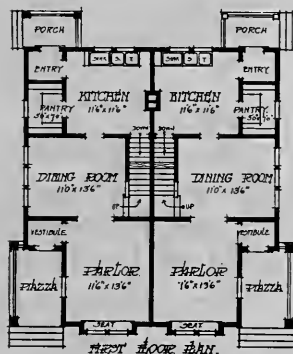 PORCH
PORCH
ENTRY
ENTRY
SINK S. T.
SINK S. T.
KITCHEN
11'6" x 11'6"
KITCHEN
11'6" x 11'6"
PANTRY
PANTRY
DOWN
DOWN
DINING ROOM
11'0" x 13'6"
DINING ROOM
11'0" x 13'6"
UP
UP
VESTIBULE
VESTIBULE
PARLOR
11'6" x 13'6"
PARLOR
11'6" x 13'6"
PIAZZA
PIAZZA
SEAT
SEAT
FIRST FLOOR PLAN.